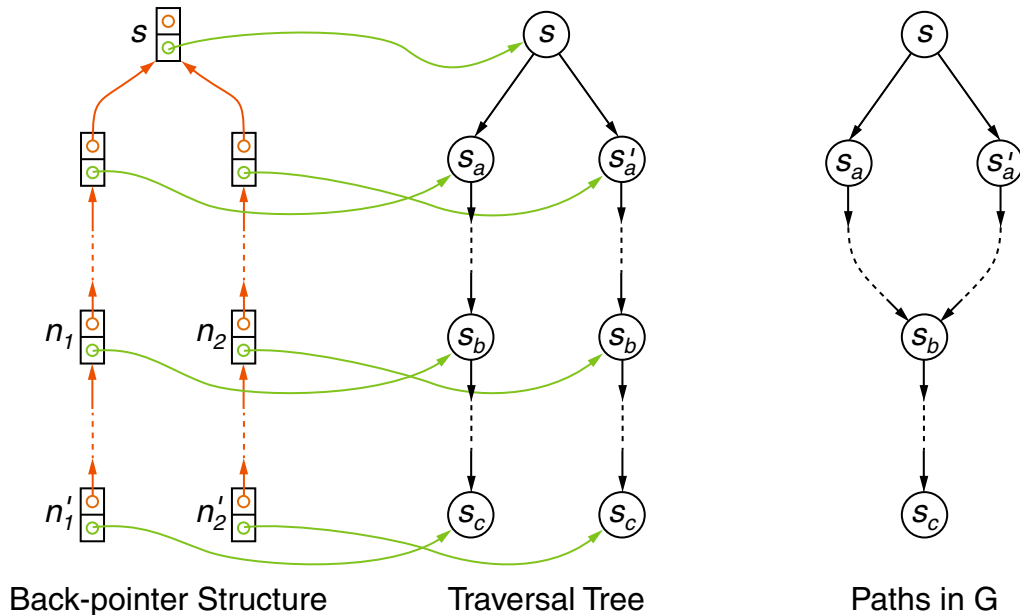 s s s
s_a s'_a s_a s'_a
n_1 n_2 s_b s_b s_b
n'_1 n'_2 s_c s_c s_c
Back-pointer Structure Traversal Tree Paths in G